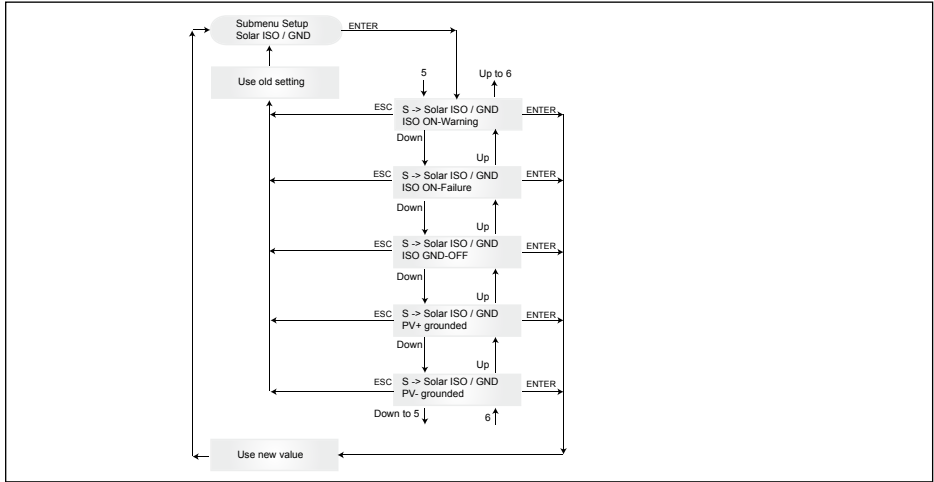 Submenu Setup
Solar ISO / GND
ENTER
Use old setting
5
Up to 6
ESC
S -> Solar ISO / GND
ISO ON-Warning
ENTER
Down
Up
ESC
S -> Solar ISO / GND
ISO ON-Failure
ENTER
Down
Up
ESC
S -> Solar ISO / GND
ISO GND-OFF
ENTER
Down
Up
ESC
S -> Solar ISO / GND
PV+ grounded
ENTER
Down
Up
ESC
S -> Solar ISO / GND
PV- grounded
ENTER
Down to 5
6
Use new value